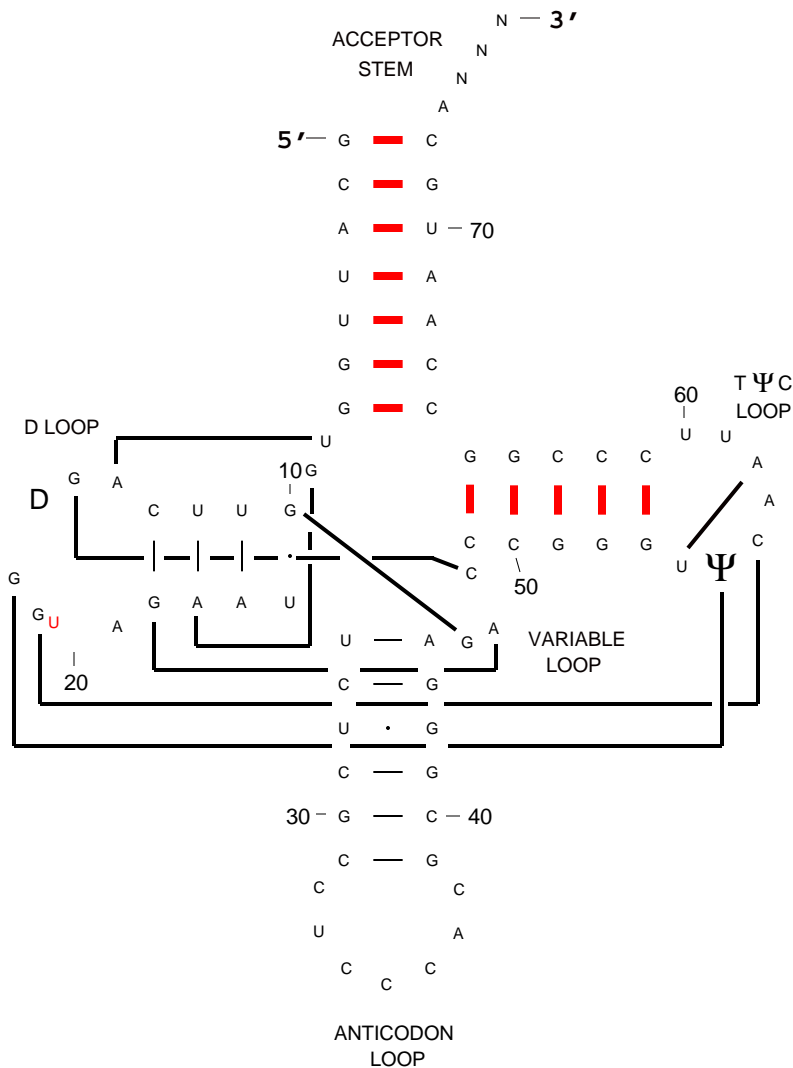 N — 3'
ACCEPTOR
STEM
N
N
A
5' — G C
C G
A U — 70
U A
U A
G C
G C
TΨC
LOOP
60
D LOOP
U
U U
G G C C C
10
G
G A
A
D
C U U G
A
C C G G G
U Ψ C
C
50
G
G A A U
G U
A
20
U A G A
VARIABLE
LOOP
C G
U · G
C G
30 — G C — 40
C G
C C
U A
C C C
ANTICODON
LOOP